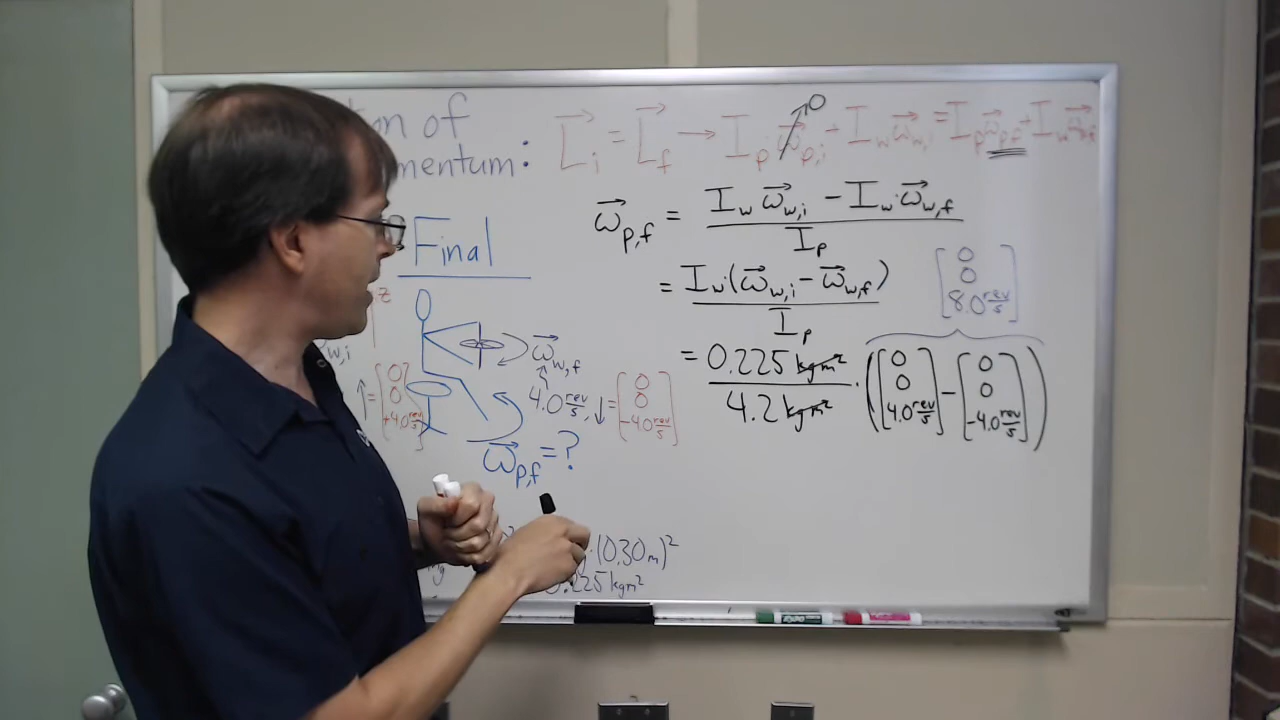 on of
mentum: L⃗i = L⃗f → Ip ω⃗p,i + Iw ω⃗w,i = Ip ω⃗p,f + Iw ω⃗w,f
0
Final
ω⃗p,f = (Iw ω⃗w,i − Iw ω⃗w,f) / Ip
= Iw (ω⃗w,i − ω⃗w,f) / Ip
[0 0 8.0 rev/s]
= 0.225 kgm² / 4.2 kgm² · ([0 0 4.0 rev/s] − [0 0 −4.0 rev/s])
z
w,i
↑ = [0 0 +4.0 rev/s]
ω⃗w,f
4.0 rev/s, ↓ = [0 0 −4.0 rev/s]
ω⃗p,f = ?
(0.30 m)²
0.225 kgm²
EXPO